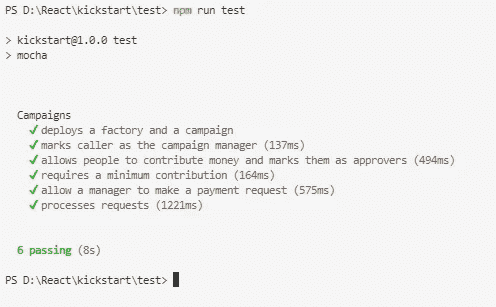 PS D:\React\kickstart\test> npm run test
> kickstart@1.0.0 test
> mocha
Campaigns
✓ deploys a factory and a campaign
✓ marks caller as the campaign manager (137ms)
✓ allows people to contribute money and marks them as approvers (494ms)
✓ requires a minimum contribution (164ms)
✓ allow a manager to make a payment request (575ms)
✓ processes requests (1221ms)
6 passing (8s)
PS D:\React\kickstart\test>